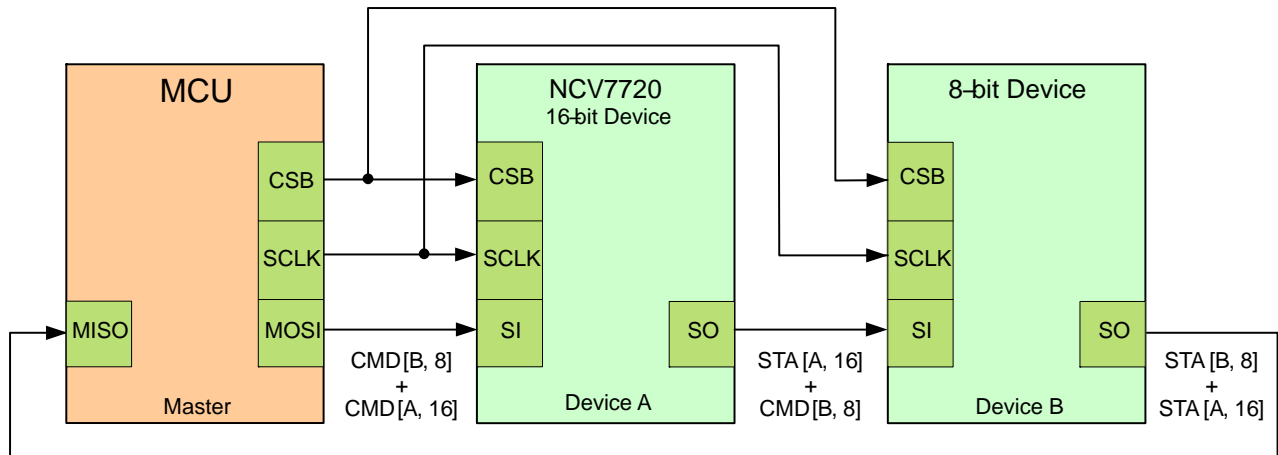 MCU
CSB
SCLK
MISO
MOSI
Master
CMD[B, 8]
+
CMD[A, 16]
NCV7720
16-bit Device
CSB
SCLK
SI
SO
Device A
STA[A, 16]
+
CMD[B, 8]
8-bit Device
CSB
SCLK
SI
SO
Device B
STA[B, 8]
+
STA[A, 16]